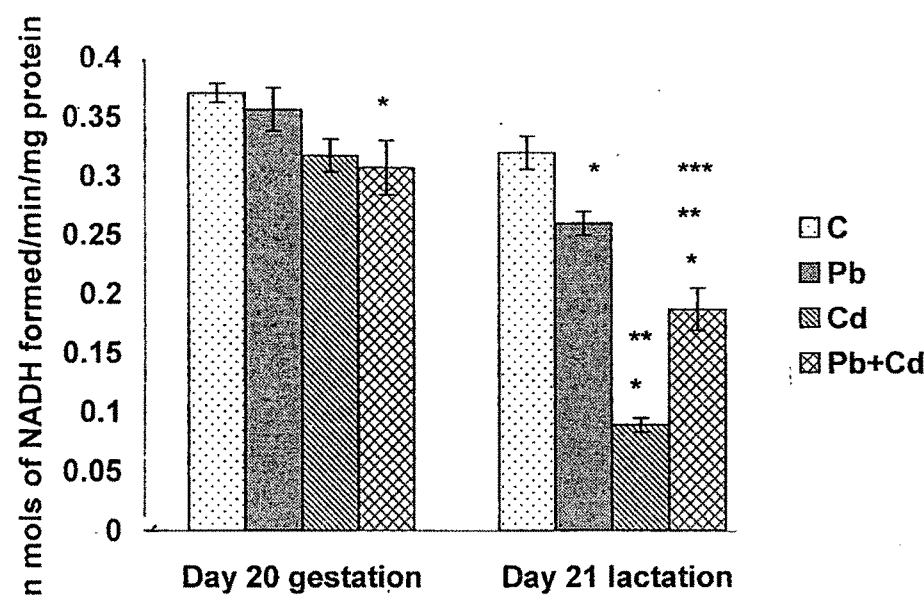 n mols of NADH formed/min/mg protein
0.4
0.35
0.3
0.25
0.2
0.15
0.1
0.05
0
*
*
**
*
***
**
*
Day 20 gestation
Day 21 lactation
C
Pb
Cd
Pb+Cd